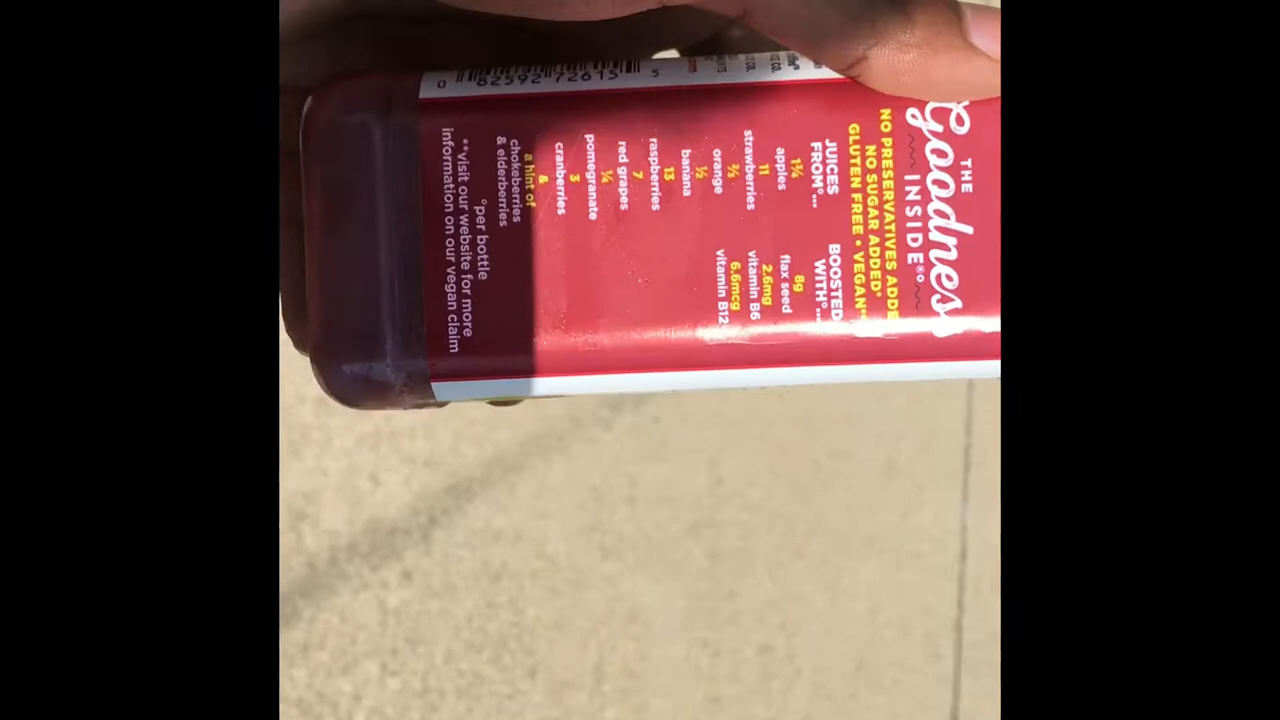 THE
Goodness
INSIDE®°
NO PRESERVATIVES ADDE
NO SUGAR ADDED*
GLUTEN FREE • VEGAN**
JUICES
FROM°...
1¾
apples
11
strawberries
⅔
orange
½
banana
13
raspberries
7
red grapes
¼
pomegranate
3
cranberries
&
a hint of
chokeberries
& elderberries
BOOSTED
WITH°...
8g
flax seed
2.6mg
vitamin B6
6.6mcg
vitamin B12
°per bottle
**visit our website for more
information on our vegan claim
0 62592 72615 5